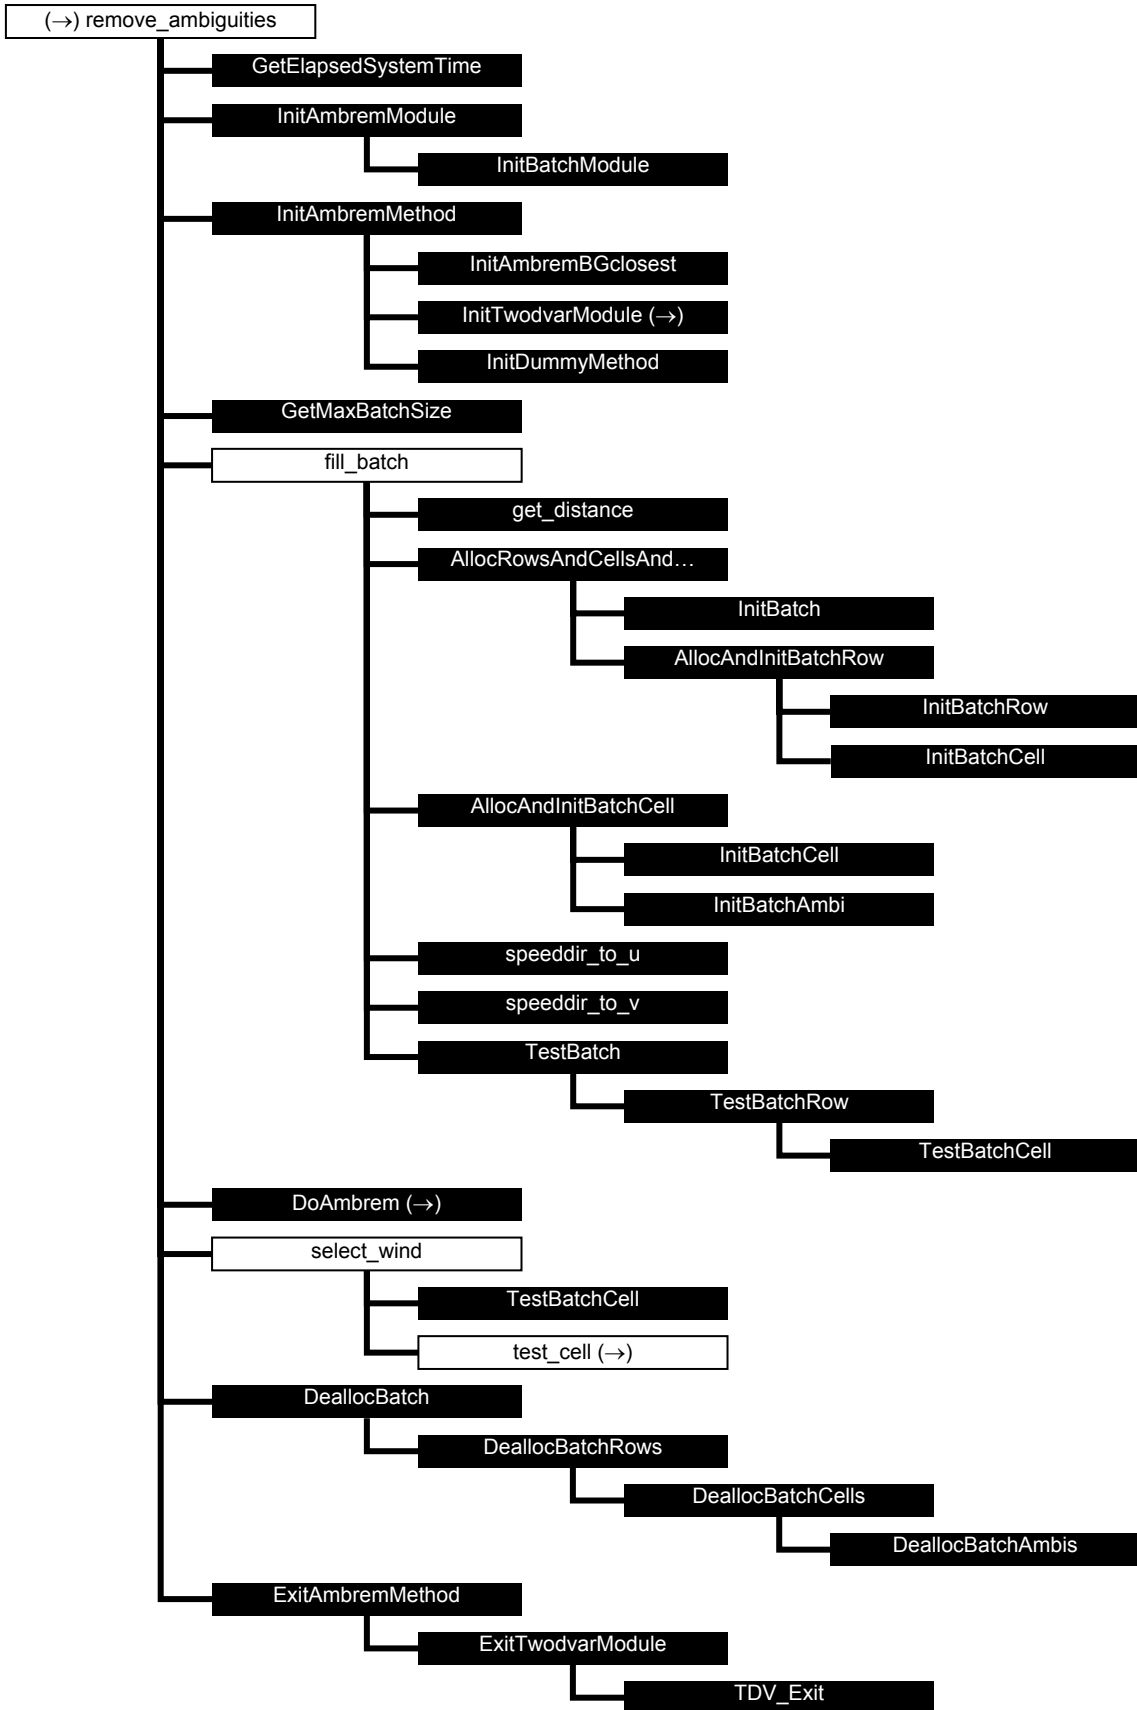 (→) remove_ambiguities
GetElapsedSystemTime
InitAmbremModule
InitBatchModule
InitAmbremMethod
InitAmbremBGclosest
InitTwodvarModule (→)
InitDummyMethod
GetMaxBatchSize
fill_batch
get_distance
AllocRowsAndCellsAnd…
InitBatch
AllocAndInitBatchRow
InitBatchRow
InitBatchCell
AllocAndInitBatchCell
InitBatchCell
InitBatchAmbi
speeddir_to_u
speeddir_to_v
TestBatch
TestBatchRow
TestBatchCell
DoAmbrem (→)
select_wind
TestBatchCell
test_cell (→)
DeallocBatch
DeallocBatchRows
DeallocBatchCells
DeallocBatchAmbis
ExitAmbremMethod
ExitTwodvarModule
TDV_Exit